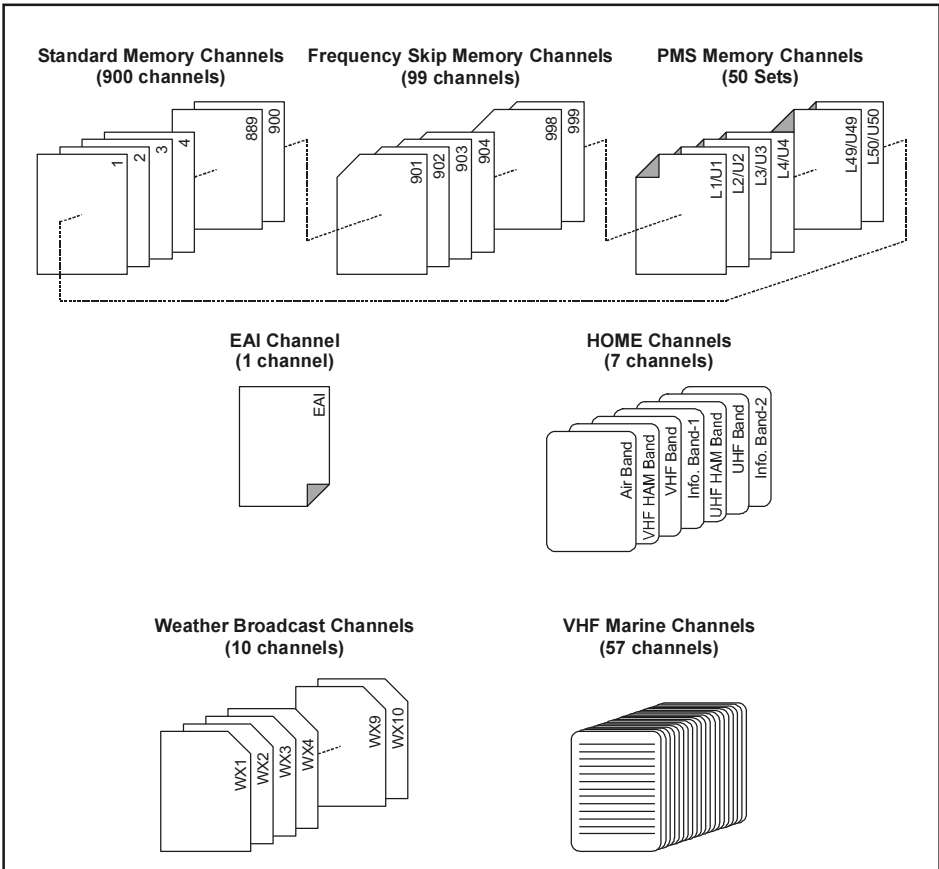 Standard Memory Channels
(900 channels)
Frequency Skip Memory Channels
(99 channels)
PMS Memory Channels
(50 Sets)
1
2
3
4
889
900
901
902
903
904
998
999
L1/U1
L2/U2
L3/U3
L4/U4
L49/U49
L50/U50
EAI Channel
(1 channel)
EAI
HOME Channels
(7 channels)
Air Band
VHF HAM Band
VHF Band
Info. Band-1
UHF HAM Band
UHF Band
Info. Band-2
Weather Broadcast Channels
(10 channels)
WX1
WX2
WX3
WX4
WX9
WX10
VHF Marine Channels
(57 channels)